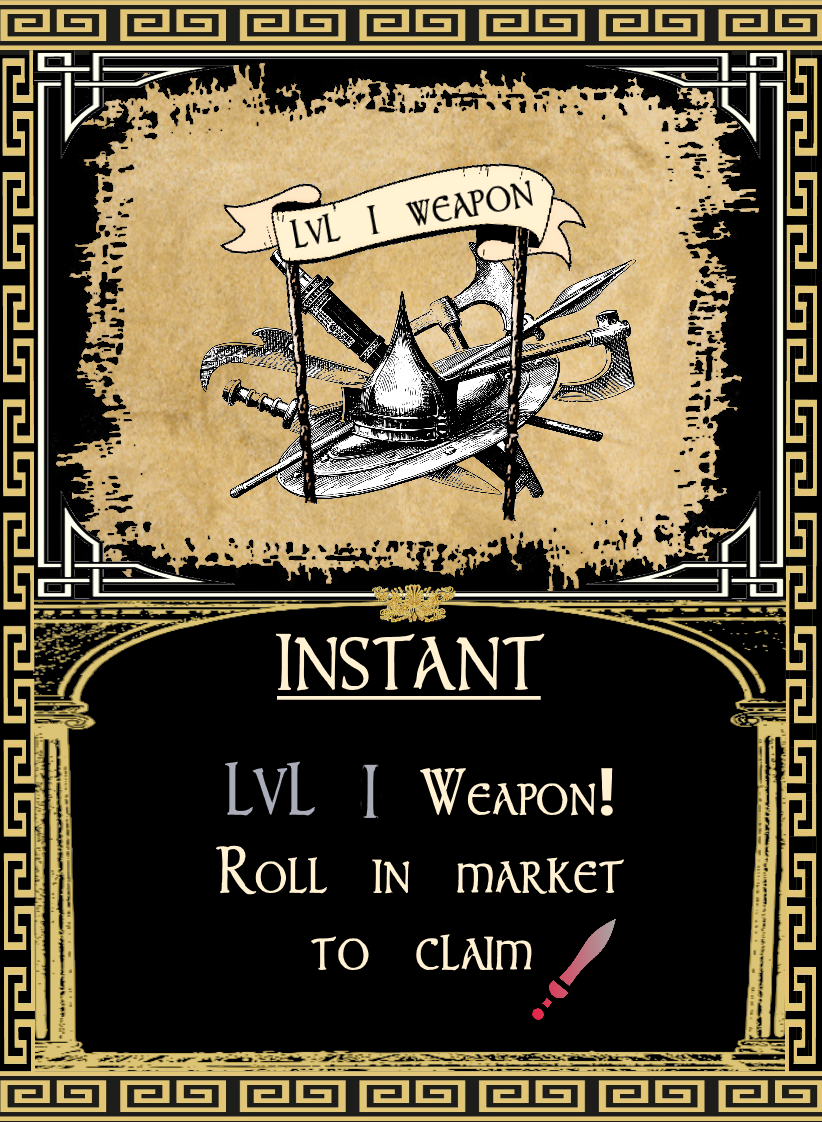 LVL I WEAPON
INSTANT
LVL I WEAPON!
ROLL IN MARKET
TO CLAIM